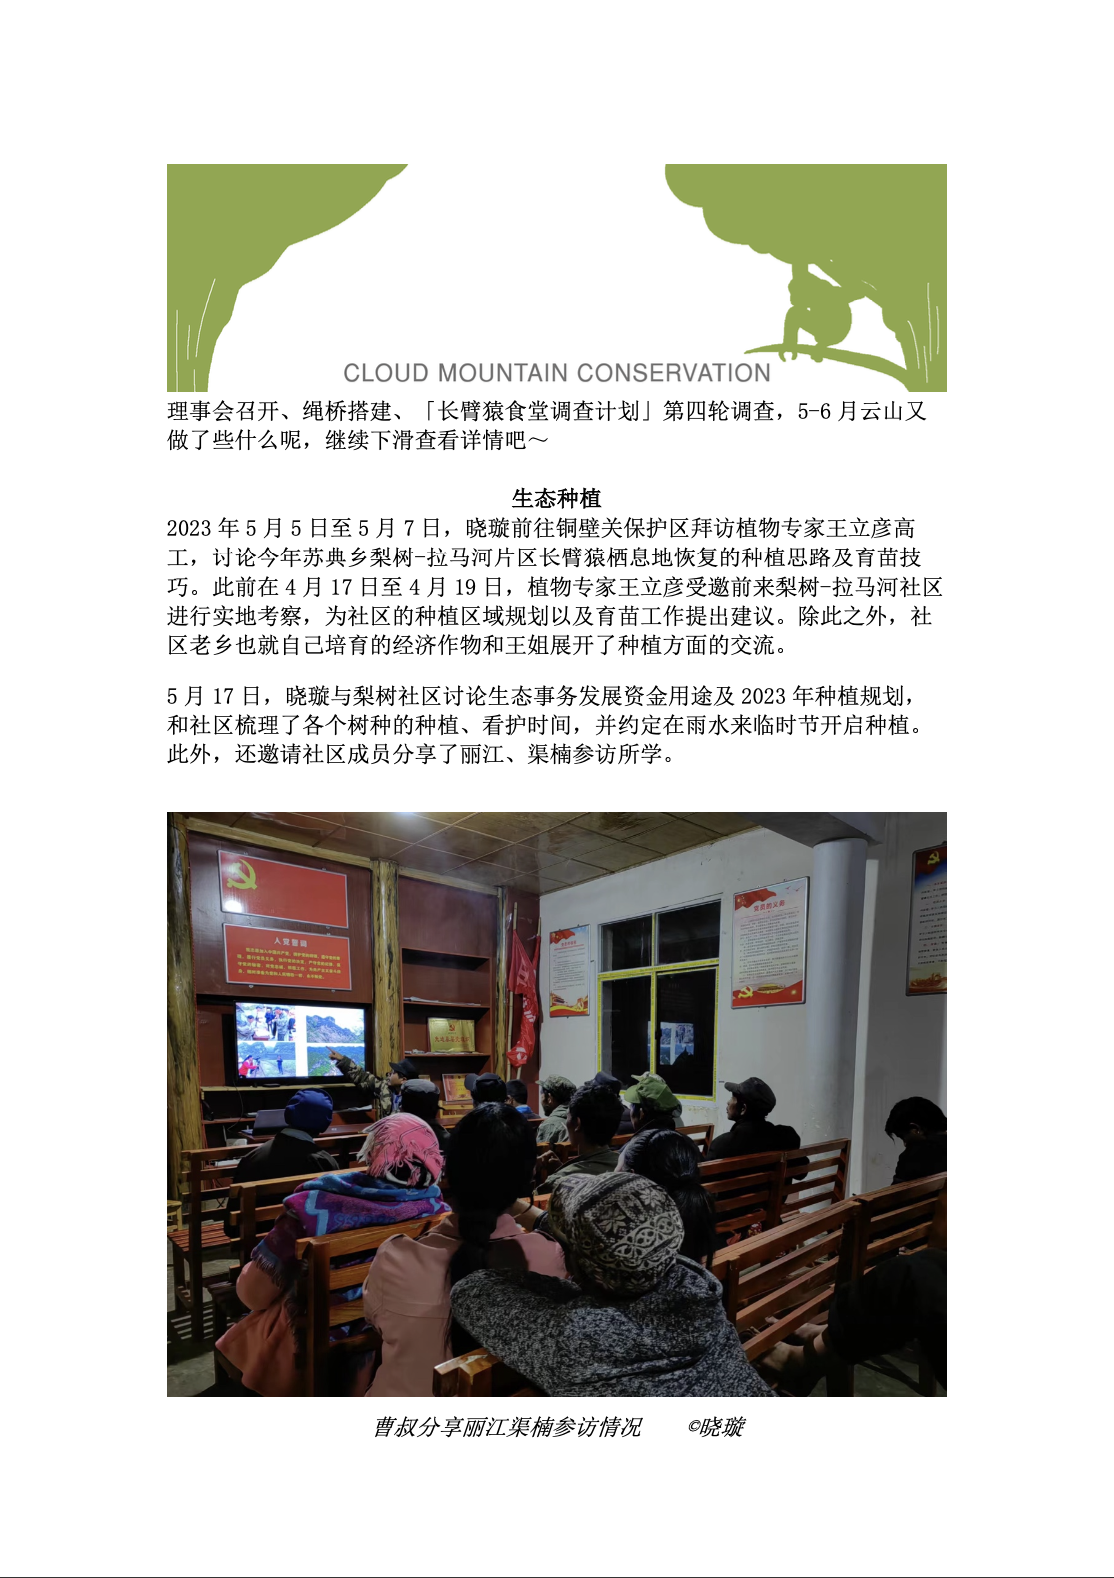 CLOUD MOUNTAIN CONSERVATION
理事会召开、绳桥搭建、「长臂猿食堂调查计划」第四轮调查，5-6 月云山又
做了些什么呢，继续下滑查看详情吧～
生态种植
2023 年 5 月 5 日至 5 月 7 日，晓璇前往铜壁关保护区拜访植物专家王立彦高
工，讨论今年苏典乡梨树-拉马河片区长臂猿栖息地恢复的种植思路及育苗技
巧。此前在 4 月 17 日至 4 月 19 日，植物专家王立彦受邀前来梨树-拉马河社区
进行实地考察，为社区的种植区域规划以及育苗工作提出建议。除此之外，社
区老乡也就自己培育的经济作物和王姐展开了种植方面的交流。
5 月 17 日，晓璇与梨树社区讨论生态事务发展资金用途及 2023 年种植规划，
和社区梳理了各个树种的种植、看护时间，并约定在雨水来临时节开启种植。
此外，还邀请社区成员分享了丽江、渠楠参访所学。
入党誓词
党员的义务
曹叔分享丽江渠楠参访情况 ©晓璇